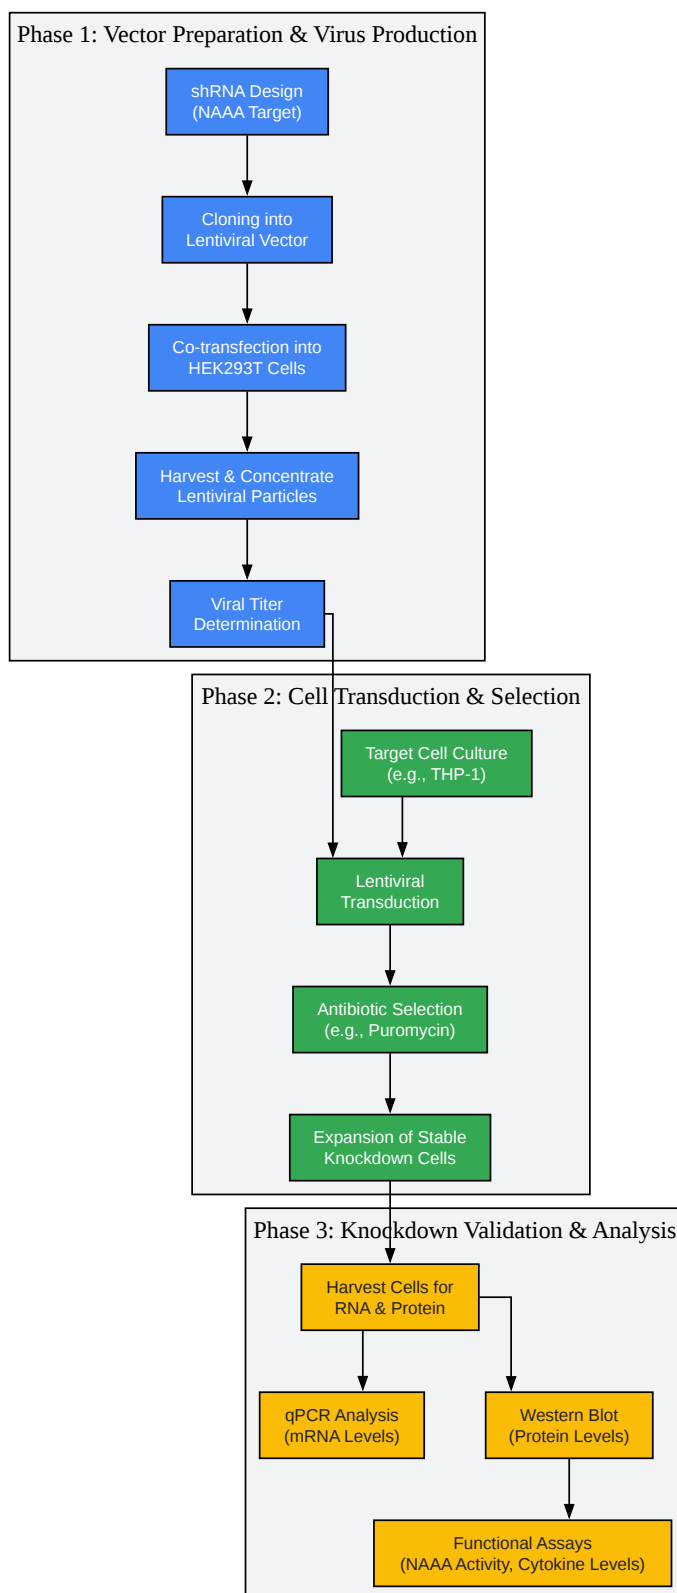 Phase 1: Vector Preparation & Virus Production
shRNA Design
(NAAA Target)
Cloning into
Lentiviral Vector
Co-transfection into
HEK293T Cells
Harvest & Concentrate
Lentiviral Particles
Viral Titer
Determination
Phase 2: Cell Transduction & Selection
Target Cell Culture
(e.g., THP-1)
Lentiviral
Transduction
Antibiotic Selection
(e.g., Puromycin)
Expansion of Stable
Knockdown Cells
Phase 3: Knockdown Validation & Analysis
Harvest Cells for
RNA & Protein
qPCR Analysis
(mRNA Levels)
Western Blot
(Protein Levels)
Functional Assays
(NAAA Activity, Cytokine Levels)